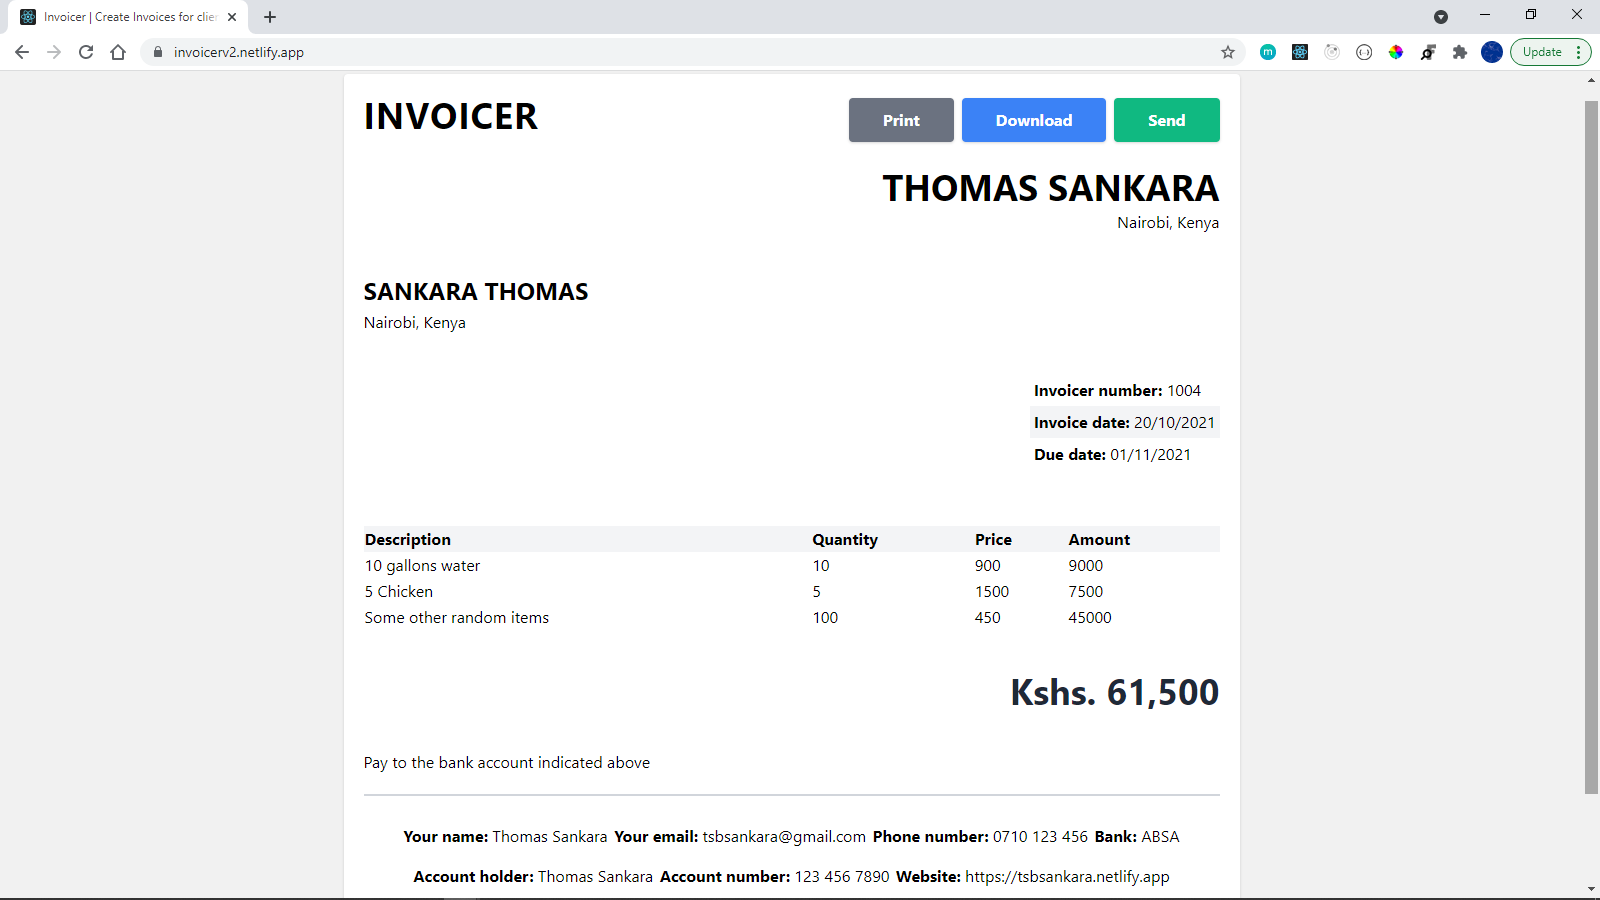 Invoicer | Create Invoices for clier
invoicerv2.netlify.app
m
Update
INVOICER
Print Download Send
THOMAS SANKARA
Nairobi, Kenya
SANKARA THOMAS
Nairobi, Kenya
Invoicer number: 1004
Invoice date: 20/10/2021
Due date: 01/11/2021
Description Quantity Price Amount
10 gallons water 10 900 9000
5 Chicken 5 1500 7500
Some other random items 100 450 45000
Kshs. 61,500
Pay to the bank account indicated above
Your name: Thomas Sankara Your email: tsbsankara@gmail.com Phone number: 0710 123 456 Bank: ABSA
Account holder: Thomas Sankara Account number: 123 456 7890 Website: https://tsbsankara.netlify.app